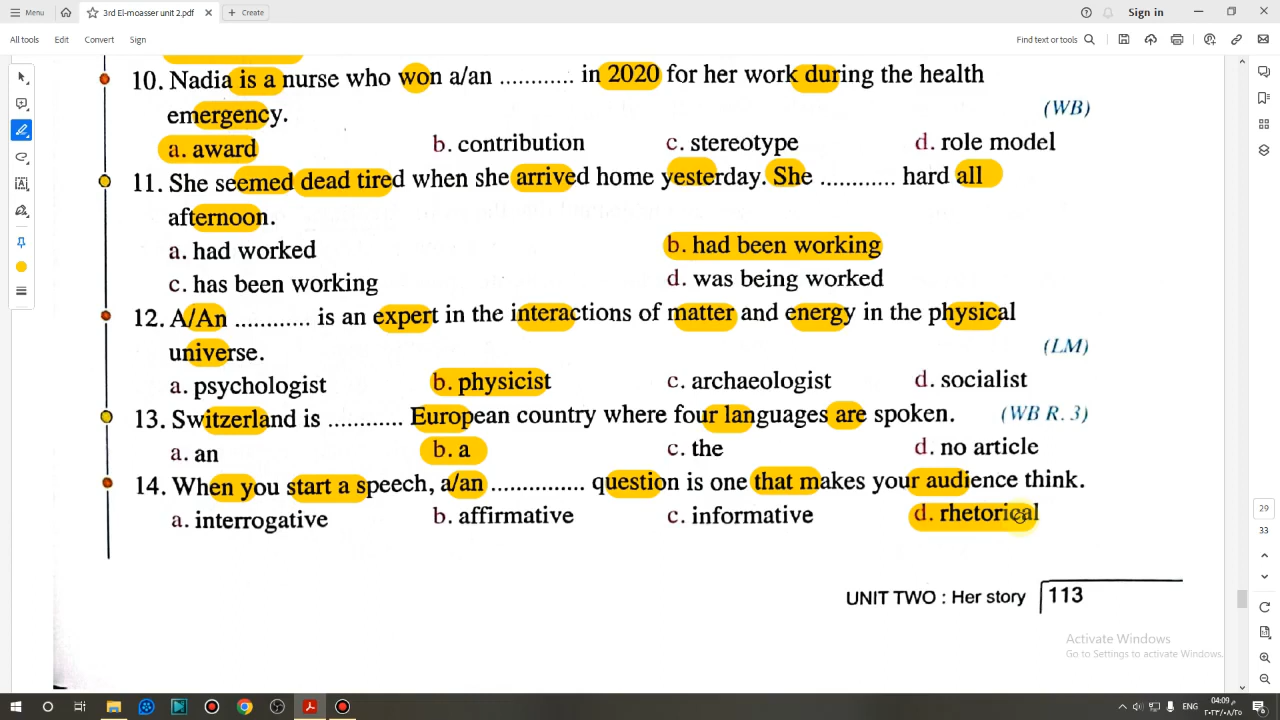 Menu
3rd El-moasser unit 2.pdf
Create
Sign in
All tools Edit Convert Sign
Find text or tools
10. Nadia is a nurse who won a/an ............ in 2020 for her work during the health
emergency. (WB)
a. award b. contribution c. stereotype d. role model
11. She seemed dead tired when she arrived home yesterday. She ............ hard all
afternoon.
a. had worked b. had been working
c. has been working d. was being worked
12. A/An ............ is an expert in the interactions of matter and energy in the physical
universe. (LM)
a. psychologist b. physicist c. archaeologist d. socialist
13. Switzerland is ............ European country where four languages are spoken. (WB R. 3)
a. an b. a c. the d. no article
14. When you start a speech, a/an ............... question is one that makes your audience think.
a. interrogative b. affirmative c. informative d. rhetorical
29
33
UNIT TWO : Her story 113
Activate Windows
Go to Settings to activate Windows.
ENG
04:09 م